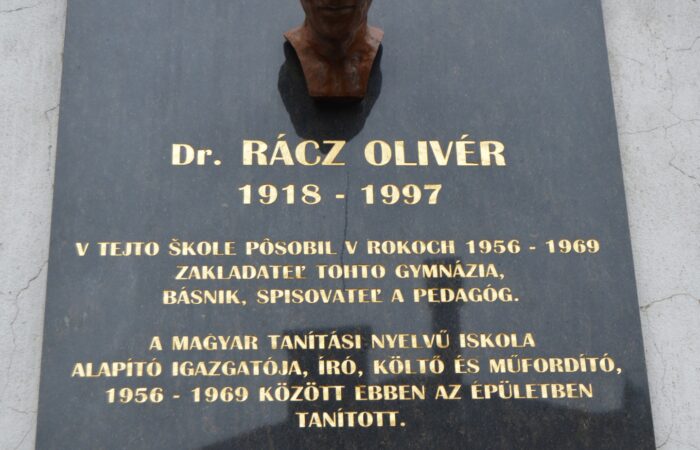 Dr. RÁCZ OLIVÉR
1918 - 1997
V TEJTO ŠKOLE PÔSOBIL V ROKOCH 1956 - 1969
ZAKLADATEĽ TOHTO GYMNÁZIA,
BÁSNIK, SPISOVATEĽ A PEDAGÓG.
A MAGYAR TANÍTÁSI NYELVŰ ISKOLA
ALAPÍTÓ IGAZGATÓJA, ÍRÓ, KÖLTŐ ÉS MŰFORDÍTÓ,
1956 - 1969 KÖZÖTT EBBEN AZ ÉPÜLETBEN
TANÍTOTT.